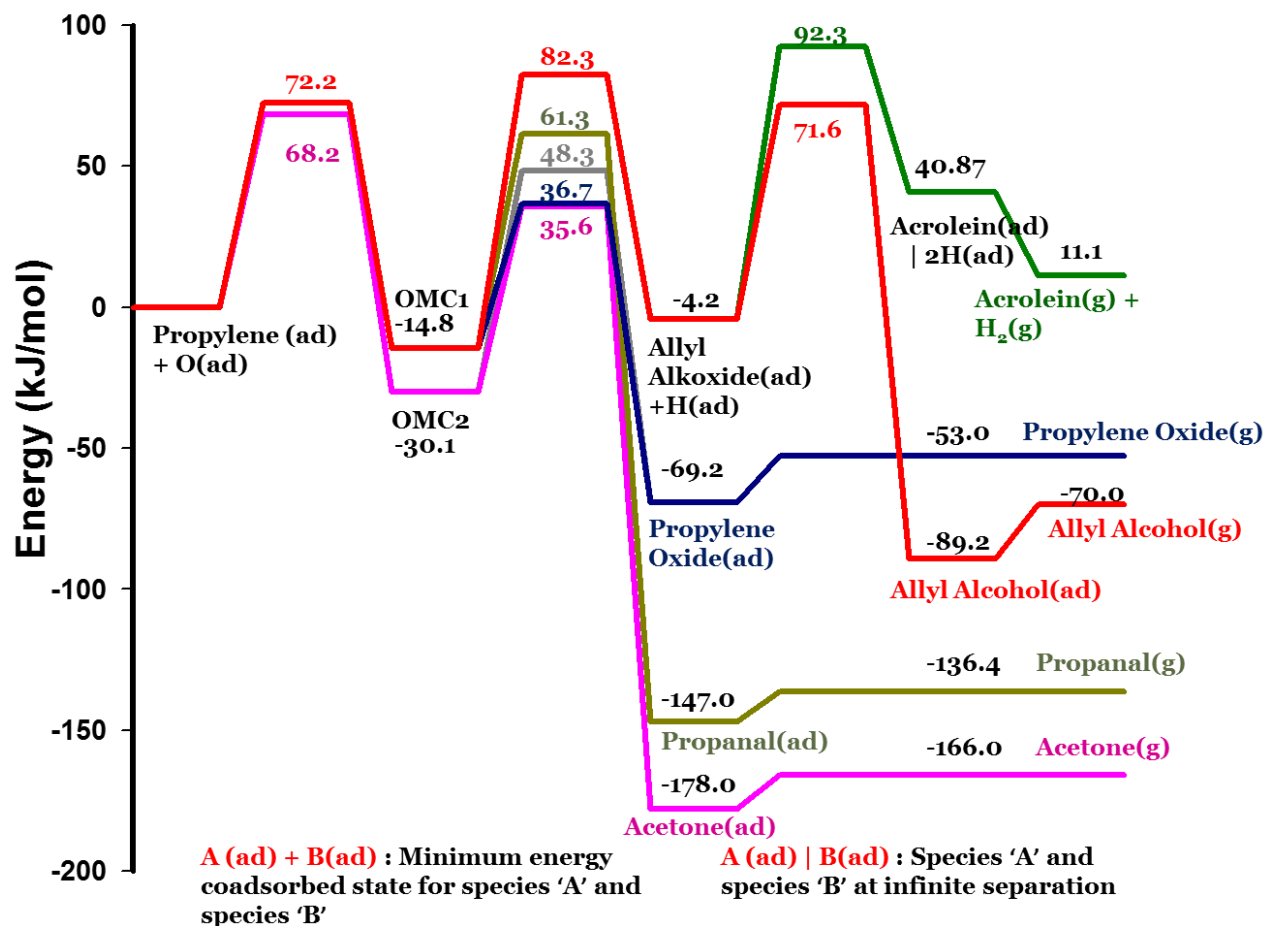 Energy (kJ/mol)
100
50
0
-50
-100
-150
-200
72.2
68.2
82.3
61.3
48.3
36.7
35.6
92.3
71.6
Propylene (ad)
+ O(ad)
OMC1
-14.8
OMC2
-30.1
-4.2
Allyl
Alkoxide(ad)
+H(ad)
40.87
Acrolein(ad)
| 2H(ad)
11.1
Acrolein(g) +
H₂(g)
-69.2
Propylene
Oxide(ad)
-53.0
Propylene Oxide(g)
-89.2
Allyl Alcohol(ad)
-70.0
Allyl Alcohol(g)
-147.0
Propanal(ad)
-136.4
Propanal(g)
-178.0
Acetone(ad)
-166.0
Acetone(g)
A (ad) + B(ad) : Minimum energy
coadsorbed state for species ‘A’ and
species ‘B’
A (ad) | B(ad) : Species ‘A’ and
species ‘B’ at infinite separation